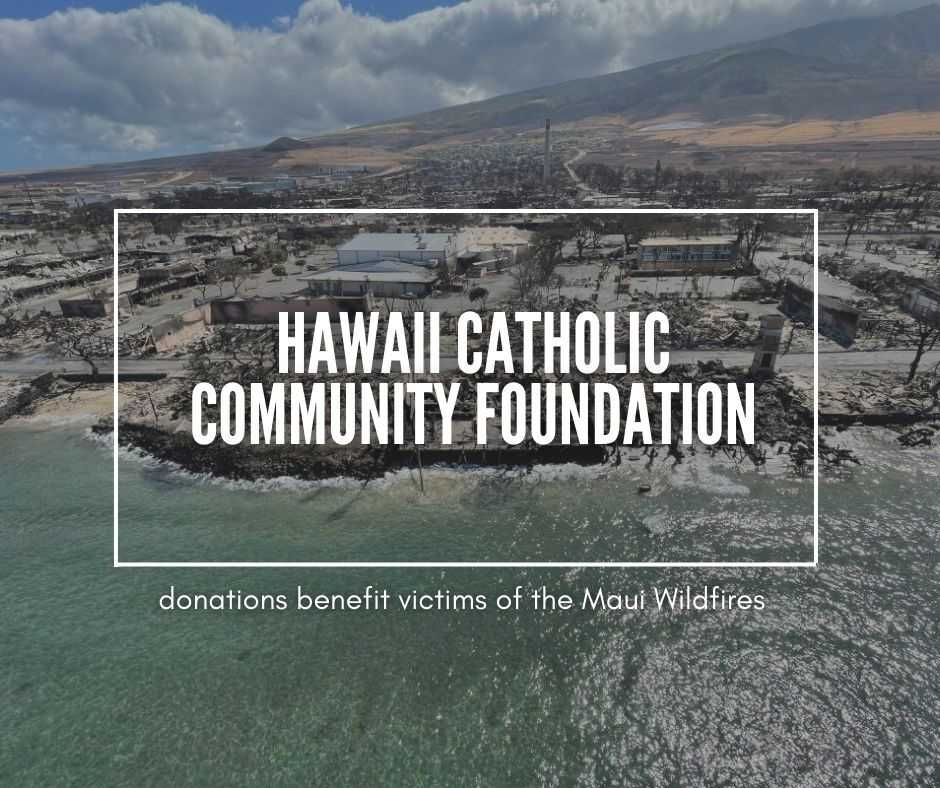 HAWAII CATHOLIC
COMMUNITY FOUNDATION
donations benefit victims of the Maui Wildfires